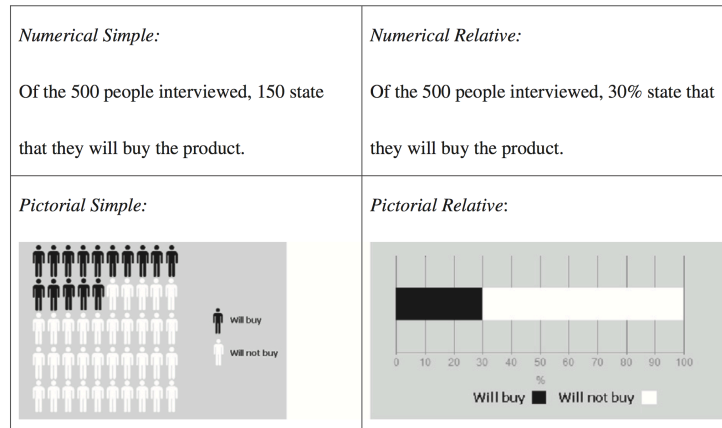 Numerical Simple:
Of the 500 people interviewed, 150 state
that they will buy the product.
Numerical Relative:
Of the 500 people interviewed, 30% state that
they will buy the product.
Pictorial Simple:
Will buy
Will not buy
Pictorial Relative:
0 10 20 30 40 50 60 70 80 90 100
%
Will buy Will not buy